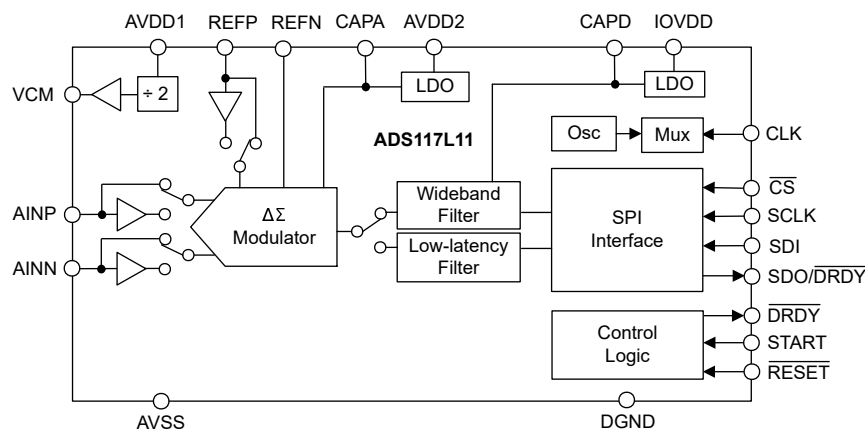 AVDD1 REFP REFN CAPA AVDD2 CAPD IOVDD
VCM
÷ 2
LDO
LDO
ADS117L11
Osc
Mux
CLK
AINP
AINN
ΔΣ
Modulator
Wideband
Filter
Low-latency
Filter
SPI
Interface
CS
SCLK
SDI
SDO/DRDY
Control
Logic
DRDY
START
RESET
AVSS
DGND